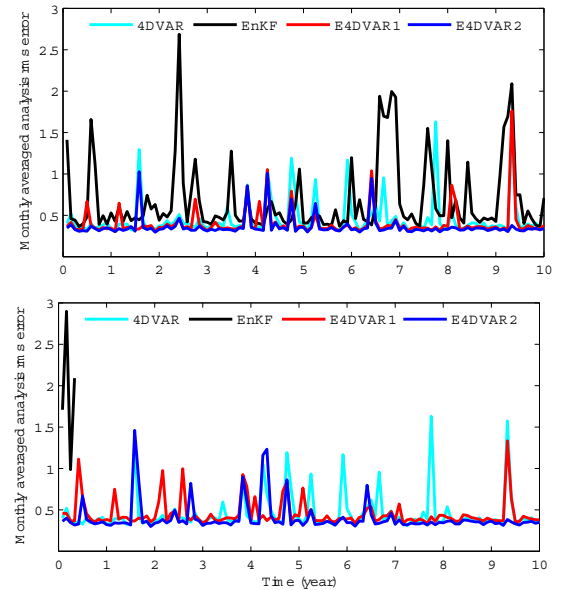 3
4DVAR EnKF E4DVAR1 E4DVAR2
2.5
2
1.5
1
0.5
Monthly averaged analysis rms error
0 1 2 3 4 5 6 7 8 9 10
3
4DVAR EnKF E4DVAR1 E4DVAR2
2.5
2
1.5
1
0.5
Monthly averaged analysis rms error
0 1 2 3 4 5 6 7 8 9 10
Time (year)